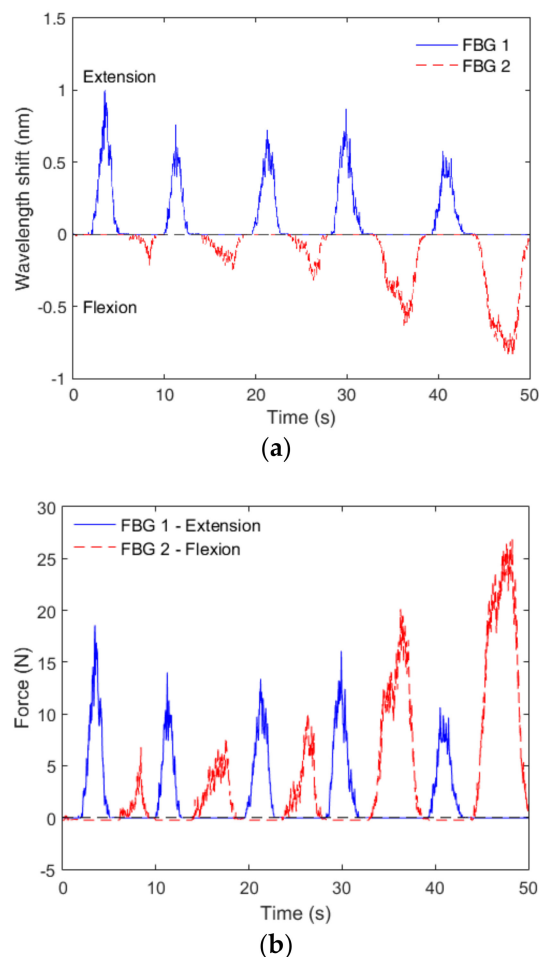 1.5
FBG 1
Extension
FBG 2
1
0.5
0
-0.5
Flexion
-1
0 10 20 30 40 50
Wavelength shift (nm)
Time (s)
(a)
30
FBG 1 - Extension
FBG 2 - Flexion
25
20
15
10
5
0
-5
0 10 20 30 40 50
Force (N)
Time (s)
(b)